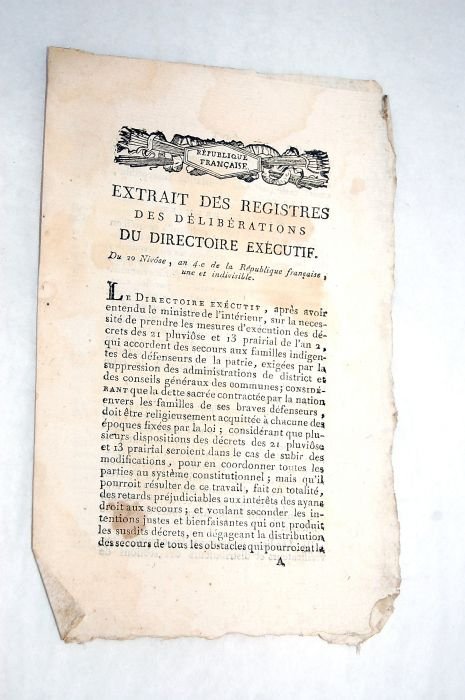 RÉPUBLIQUE
FRANÇAISE.
EXTRAIT DES REGISTRES
DES DÉLIBÉRATIONS
DU DIRECTOIRE EXÉCUTIF.
Du 20 Nivôse, an 4.e de la République française,
une et indivisible.
LE DIRECTOIRE EXÉCUTIF, après avoir
entendu le ministre de l'intérieur, sur la neces-
sité de prendre les mesures d'exécution des dé-
crets des 21 pluviôse et 13 prairial de l'an 2,
qui accordent des secours aux familles indigen-
tes des défenseurs de la patrie, exigées par la
suppression des administrations de district et
des conseils généraux des communes; CONSIDÉ-
RANT que la dette sacrée contractée par la nation
envers les familles de ses braves défenseurs,
doit être religieusement acquittée à chacune des
époques fixées par la loi; considérant que plu-
sieurs dispositions des décrets des 21 pluviôse
et 13 prairial seroient dans le cas de subir des
modifications, pour en coordonner toutes les
parties au système constitutionnel; mais qu'il
pourroit résulter de ce travail, fait en totalité,
des retards préjudiciables aux intérêts des ayans
droit aux secours; et voulant seconder les in-
tentions justes et bienfaisantes qui ont produit
les susdits décrets, en dégageant la distribution
des secours de tous les obstacles qui pourroient la
A